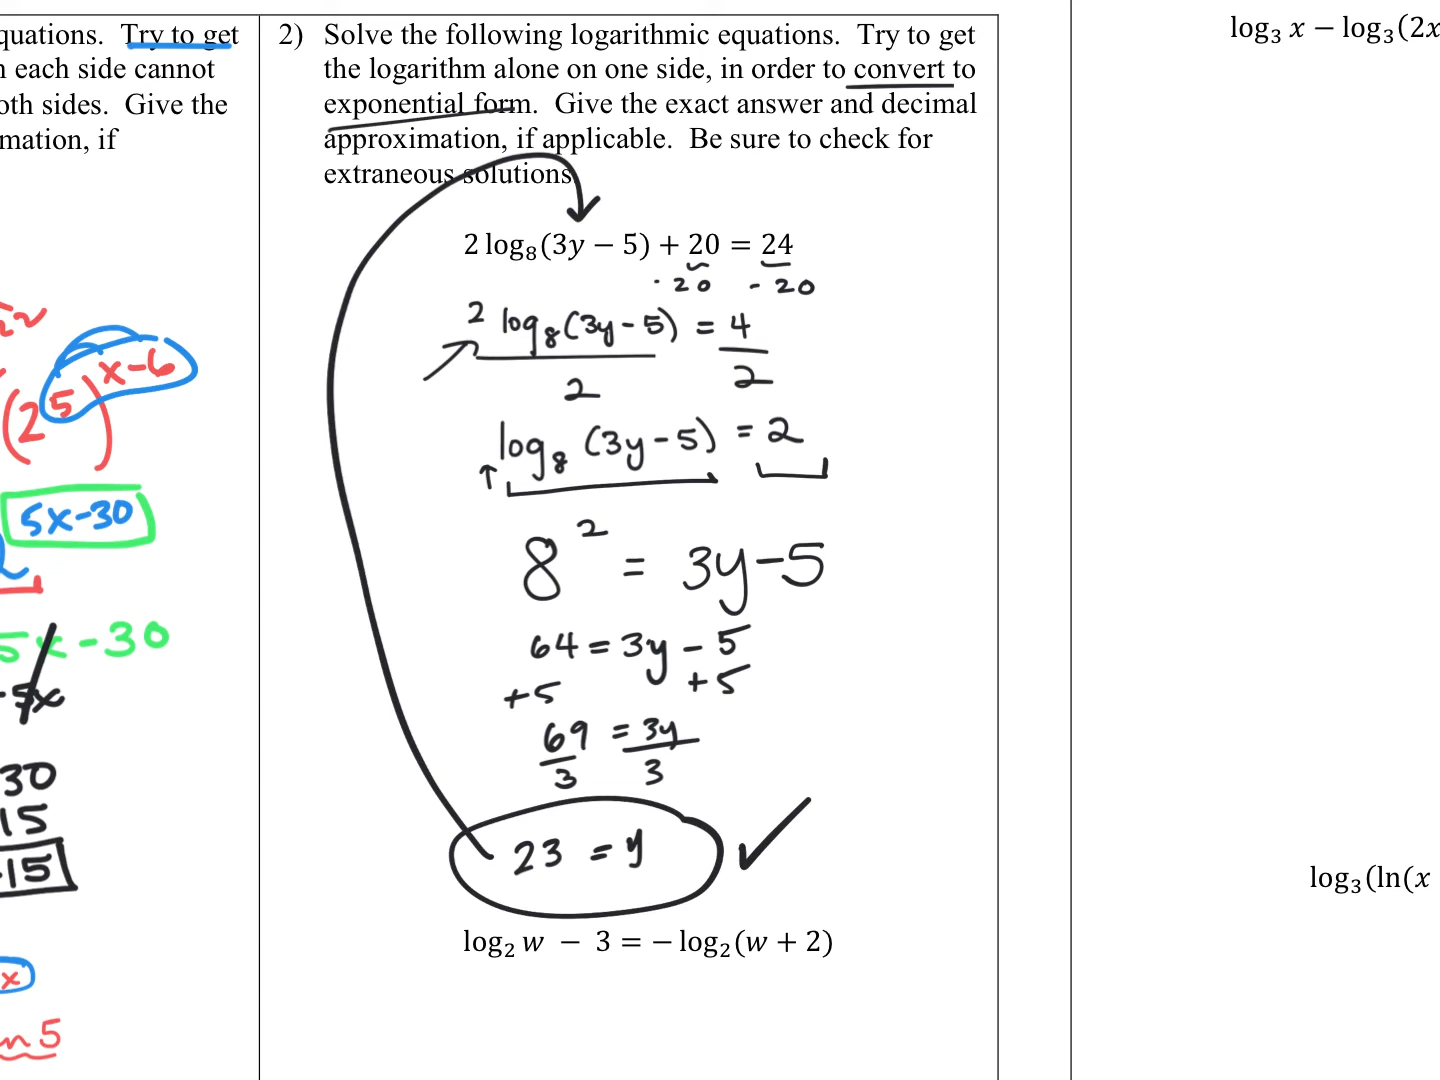 quations. Try to get
each side cannot
oth sides. Give the
mation, if
(2^5)^{x-6}
5x-30
5x-30
-5x
30
15
-15
x
5
2) Solve the following logarithmic equations. Try to get
the logarithm alone on one side, in order to convert to
exponential form. Give the exact answer and decimal
approximation, if applicable. Be sure to check for
extraneous solutions
2 log₈(3y − 5) + 20 = 24
-20 -20
2 log₈(3y-5) = 4
2 2
log₈(3y-5) = 2
8² = 3y-5
64 = 3y - 5
+5 +5
69 = 3y
3 3
23 = y
log₂ w − 3 = − log₂(w + 2)
log₃ x − log₃(2x
log₃(ln(x